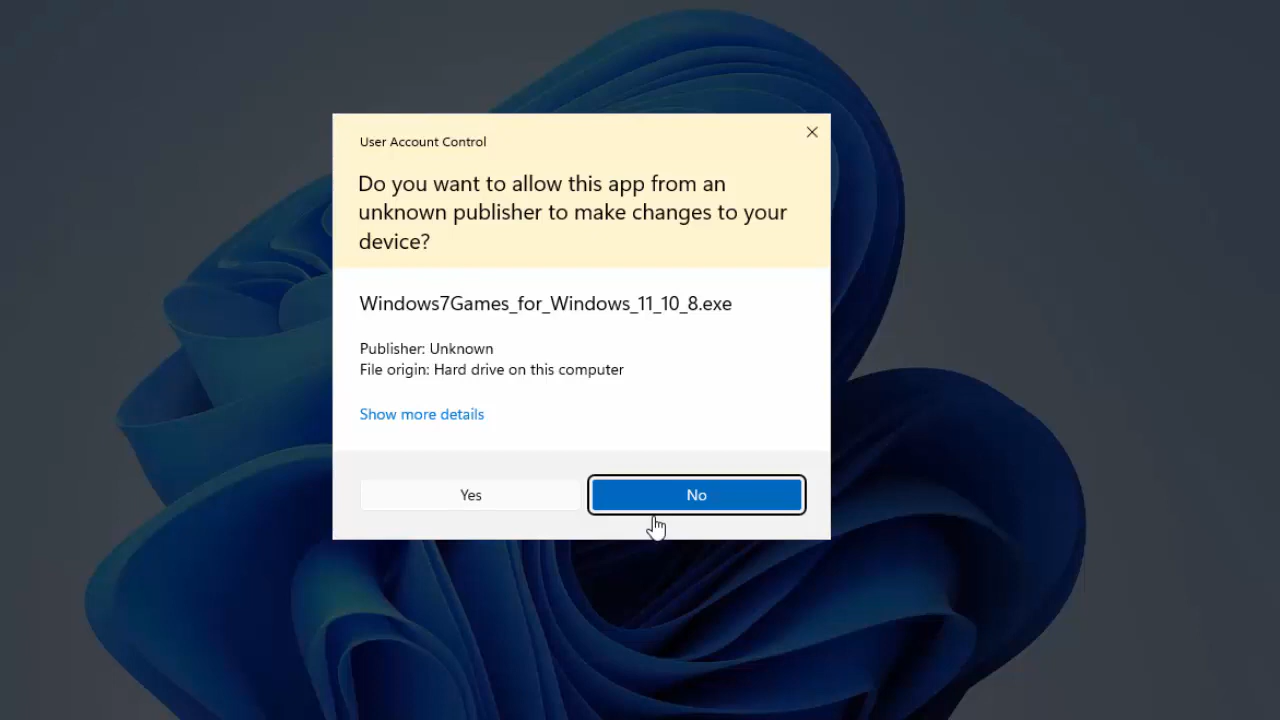 User Account Control
Do you want to allow this app from an
unknown publisher to make changes to your
device?
Windows7Games_for_Windows_11_10_8.exe
Publisher: Unknown
File origin: Hard drive on this computer
Show more details
Yes
No